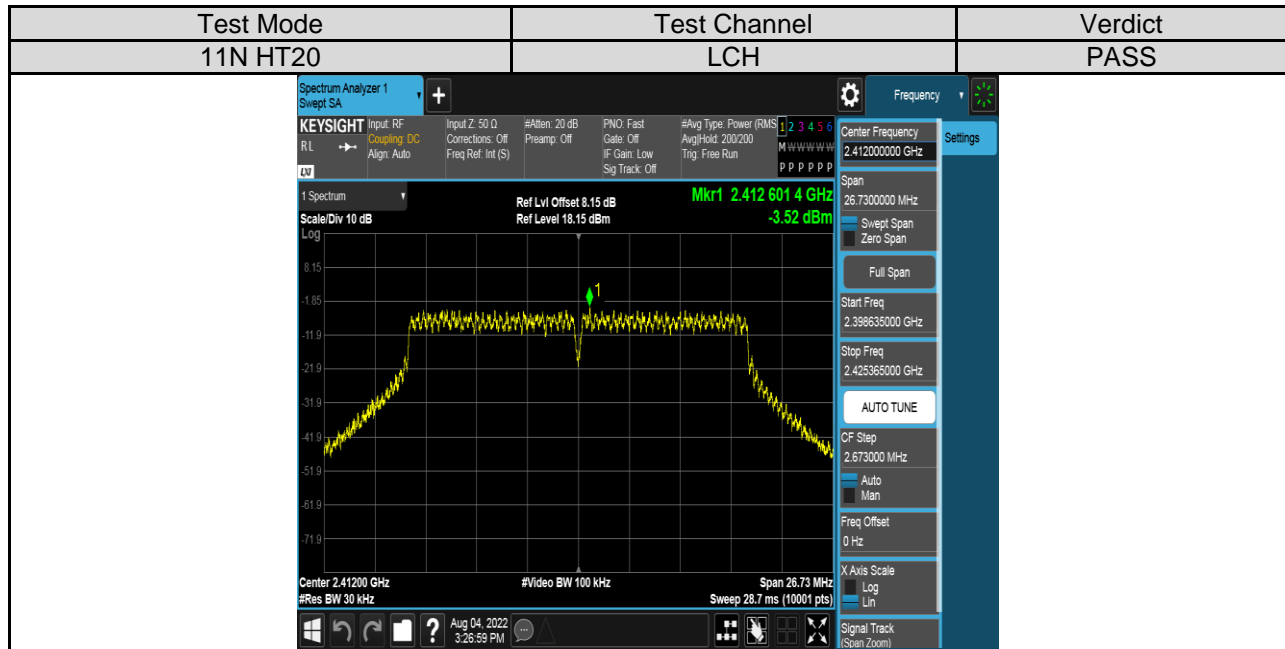 Test Mode Test Channel Verdict
11N HT20 LCH PASS
Spectrum Analyzer 1
Swept SA
+
Frequency
KEYSIGHT
RL
LXI
Input: RF
Coupling: DC
Align: Auto
Input Z: 50 Ω
Corrections: Off
Freq Ref: Int (S)
#Atten: 20 dB
Preamp: Off
PNO: Fast
Gate: Off
IF Gain: Low
Sig Track: Off
#Avg Type: Power (RMS
Avg|Hold: 200/200
Trig: Free Run
1 2 3 4 5 6
M W W W W W
P P P P P P
1 Spectrum
Scale/Div 10 dB
Log
Ref Lvl Offset 8.15 dB
Ref Level 18.15 dBm
Mkr1 2.412 601 4 GHz
-3.52 dBm
8.15
-1.85
-11.9
-21.9
-31.9
-41.9
-51.9
-61.9
-71.9
1
Center 2.41200 GHz
#Res BW 30 kHz
#Video BW 100 kHz
Span 26.73 MHz
Sweep 28.7 ms (10001 pts)
Settings
Center Frequency
2.412000000 GHz
Span
26.7300000 MHz
Swept Span
Zero Span
Full Span
Start Freq
2.398635000 GHz
Stop Freq
2.425365000 GHz
AUTO TUNE
CF Step
2.673000 MHz
Auto
Man
Freq Offset
0 Hz
X Axis Scale
Log
Lin
Signal Track
(Span Zoom)
?
Aug 04, 2022
3:26:59 PM